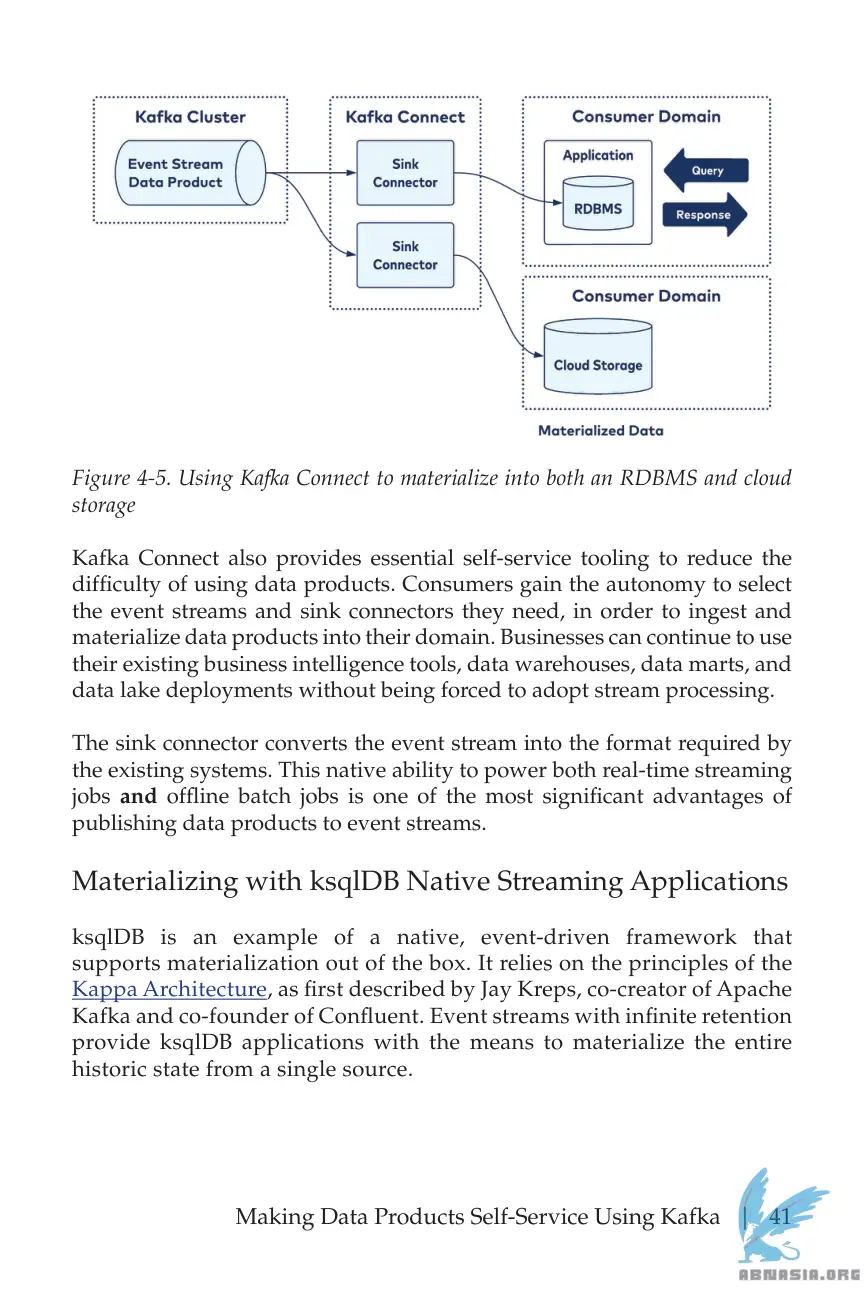 Kafka Cluster
Event Stream
Data Product
Kafka Connect
Sink
Connector
Sink
Connector
Consumer Domain
Application
RDBMS
Query
Response
Consumer Domain
Cloud Storage
Materialized Data
Figure 4-5. Using Kafka Connect to materialize into both an RDBMS and cloud
storage
Kafka Connect also provides essential self-service tooling to reduce the
difficulty of using data products. Consumers gain the autonomy to select
the event streams and sink connectors they need, in order to ingest and
materialize data products into their domain. Businesses can continue to use
their existing business intelligence tools, data warehouses, data marts, and
data lake deployments without being forced to adopt stream processing.
The sink connector converts the event stream into the format required by
the existing systems. This native ability to power both real-time streaming
jobs and offline batch jobs is one of the most significant advantages of
publishing data products to event streams.
Materializing with ksqlDB Native Streaming Applications
ksqlDB is an example of a native, event-driven framework that
supports materialization out of the box. It relies on the principles of the
Kappa Architecture, as first described by Jay Kreps, co-creator of Apache
Kafka and co-founder of Confluent. Event streams with infinite retention
provide ksqlDB applications with the means to materialize the entire
historic state from a single source.
Making Data Products Self-Service Using Kafka | 41
ABNASIA.ORG